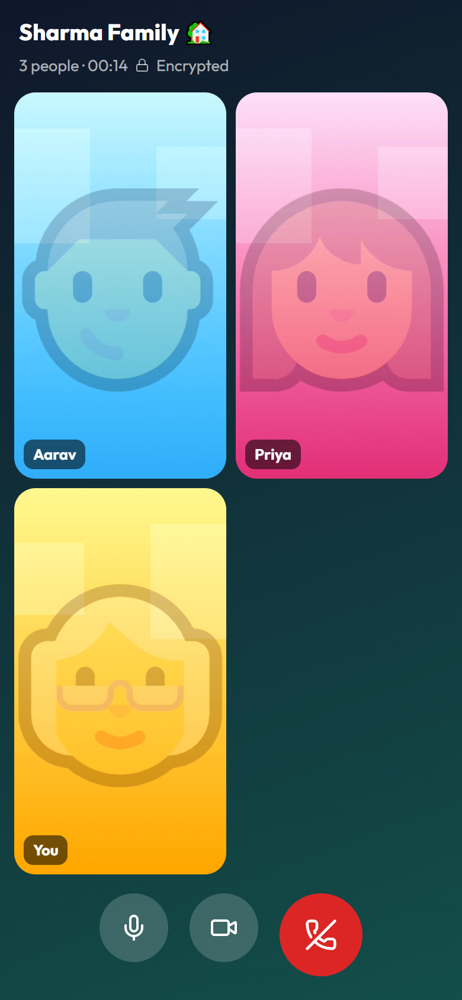 Sharma Family 🏡
3 people · 00:14 Encrypted
Aarav
Priya
You